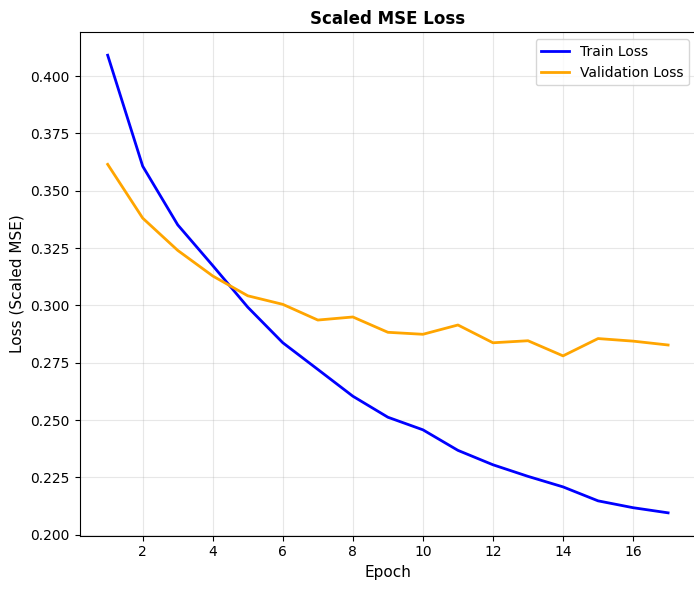 Scaled MSE Loss
Train Loss
Validation Loss
0.400
0.375
0.350
0.325
0.300
0.275
0.250
0.225
0.200
Loss (Scaled MSE)
2 4 6 8 10 12 14 16
Epoch